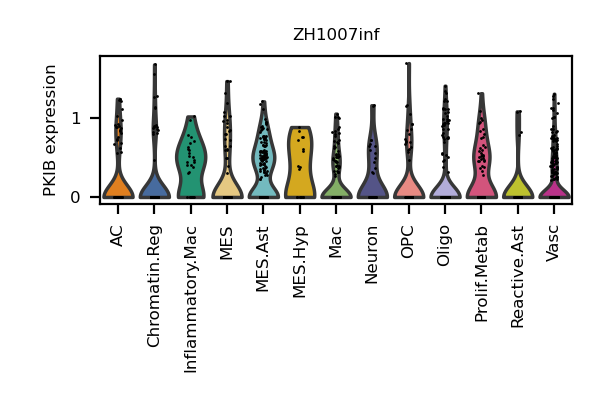 ZH1007inf
PKIB expression
1
0
AC
Chromatin.Reg
Inflammatory.Mac
MES
MES.Ast
MES.Hyp
Mac
Neuron
OPC
Oligo
Prolif.Metab
Reactive.Ast
Vasc